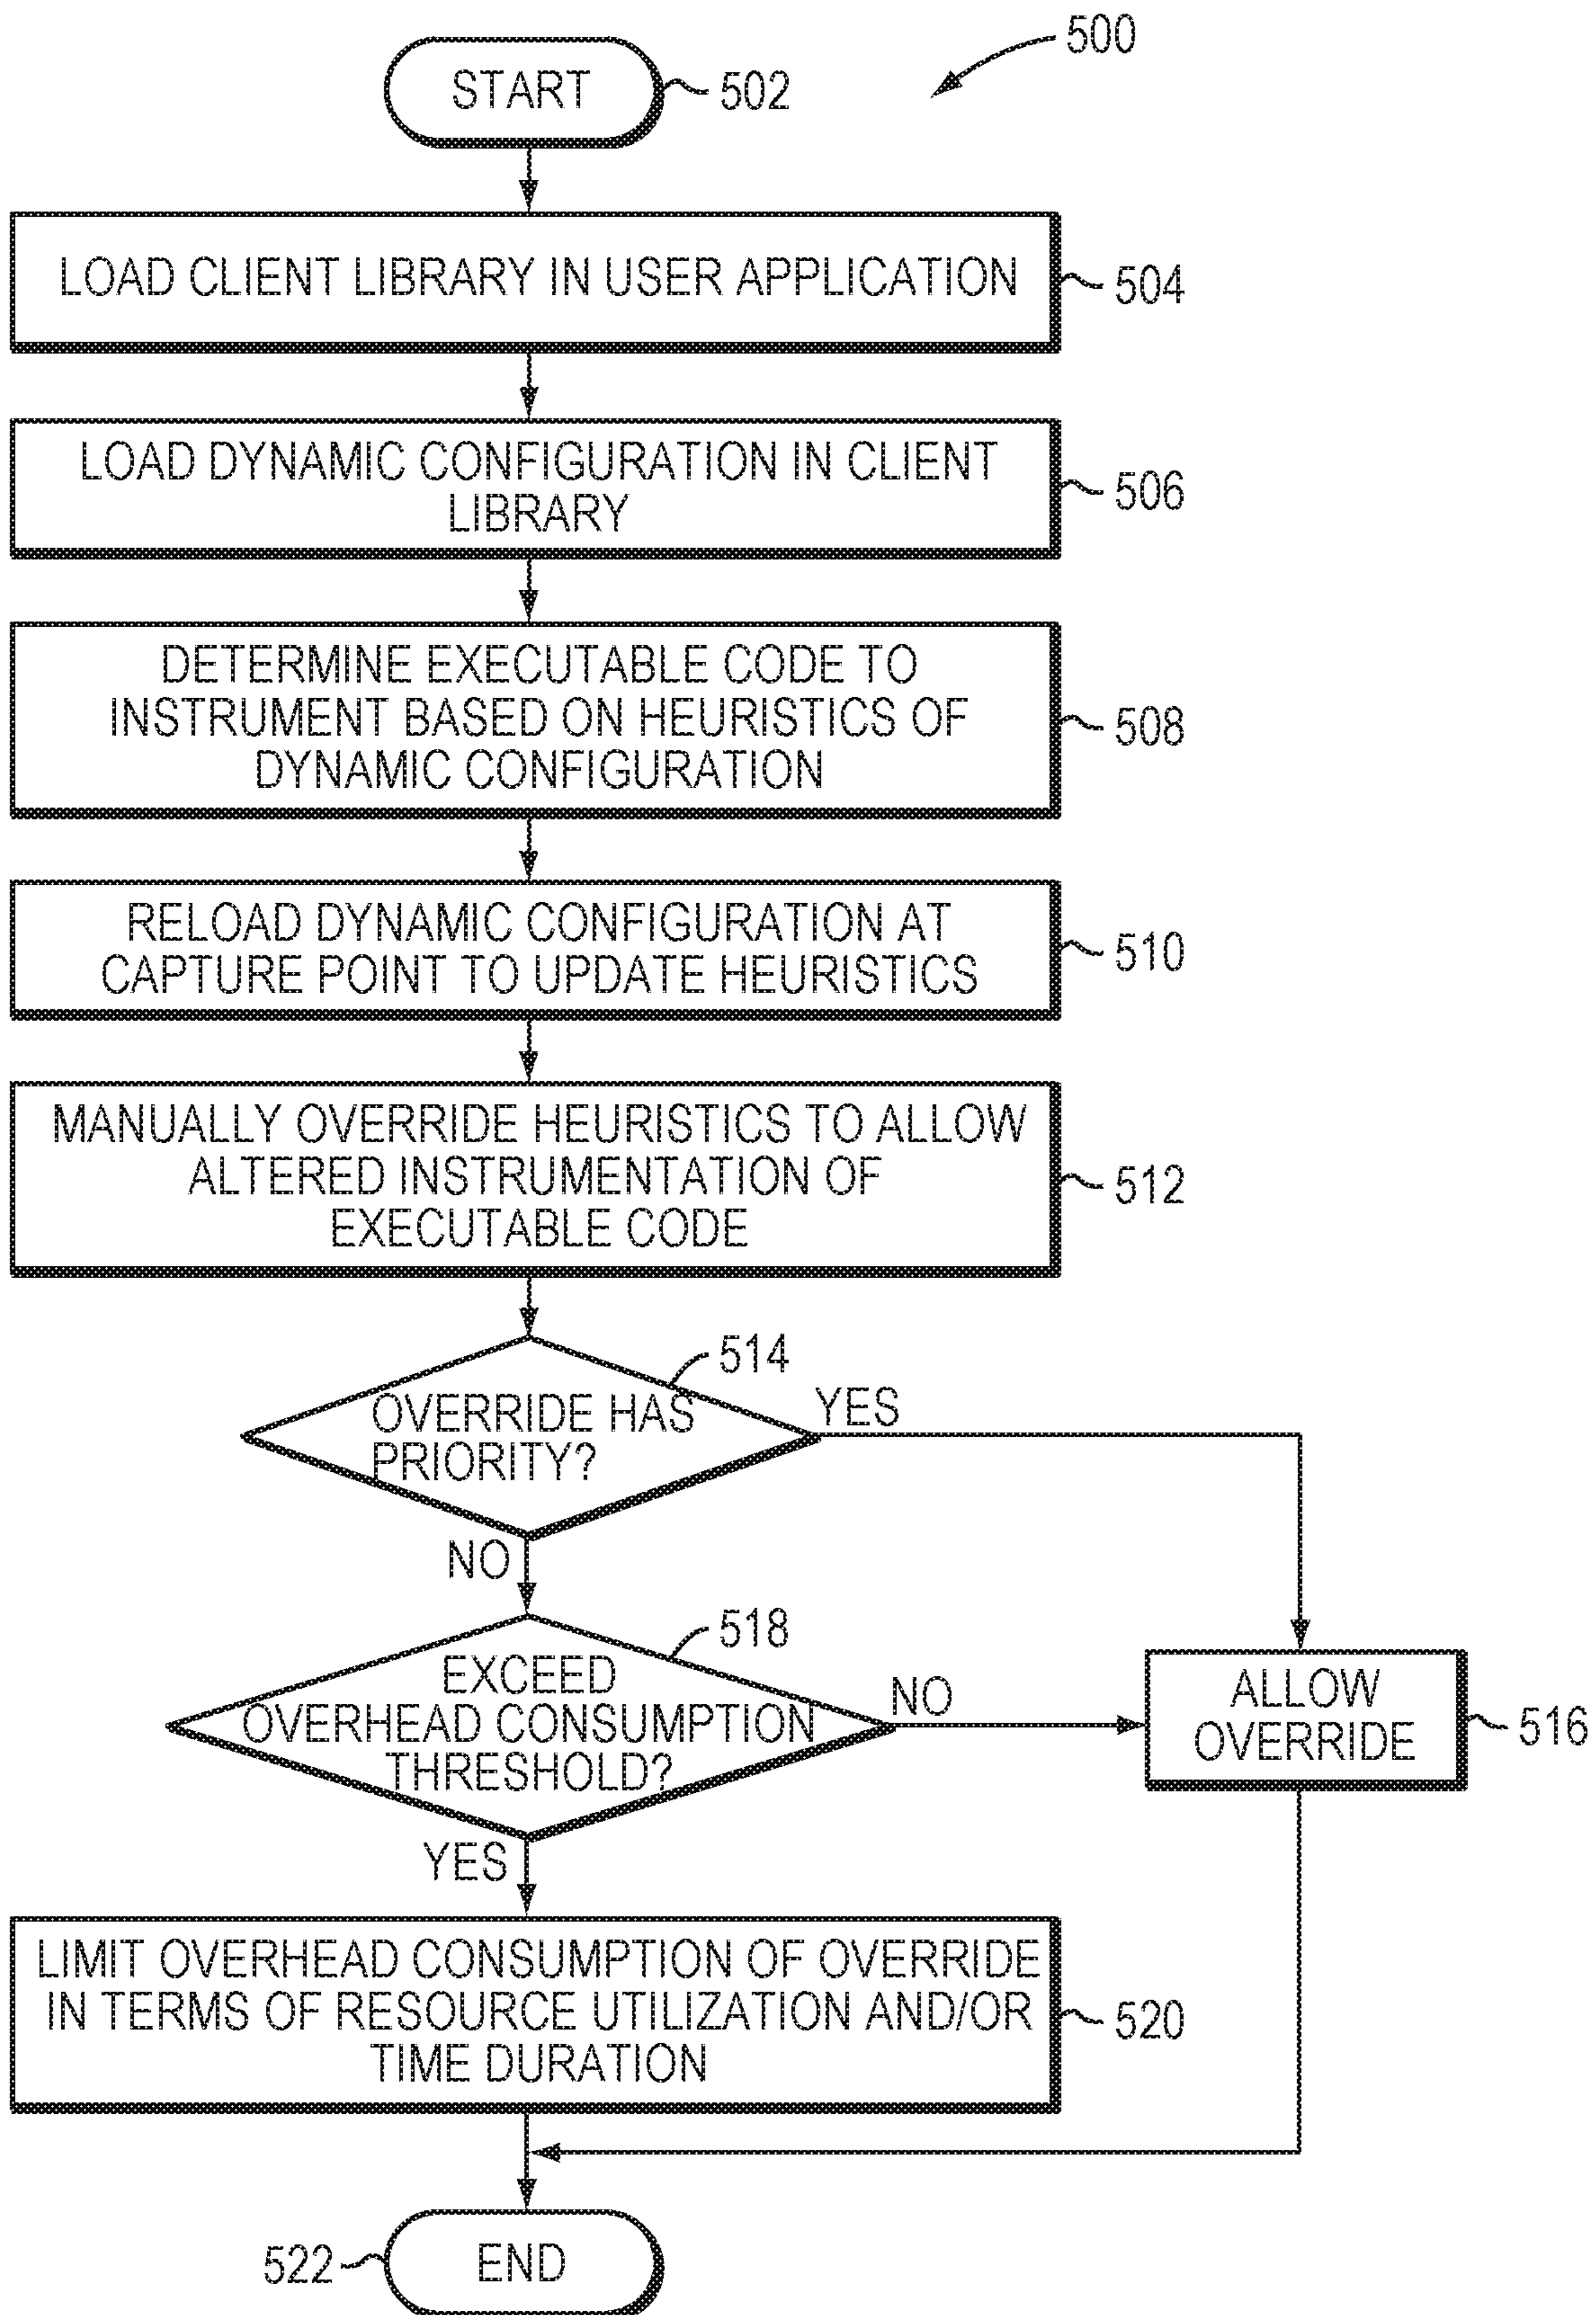 500
START
502
LOAD CLIENT LIBRARY IN USER APPLICATION
504
LOAD DYNAMIC CONFIGURATION IN CLIENT
LIBRARY
506
DETERMINE EXECUTABLE CODE TO
INSTRUMENT BASED ON HEURISTICS OF
DYNAMIC CONFIGURATION
508
RELOAD DYNAMIC CONFIGURATION AT
CAPTURE POINT TO UPDATE HEURISTICS
510
MANUALLY OVERRIDE HEURISTICS TO ALLOW
ALTERED INSTRUMENTATION OF
EXECUTABLE CODE
512
514
OVERRIDE HAS
PRIORITY?
YES
NO
518
EXCEED
OVERHEAD CONSUMPTION
THRESHOLD?
NO
ALLOW
OVERRIDE
516
YES
LIMIT OVERHEAD CONSUMPTION OF OVERRIDE
IN TERMS OF RESOURCE UTILIZATION AND/OR
TIME DURATION
520
522
END